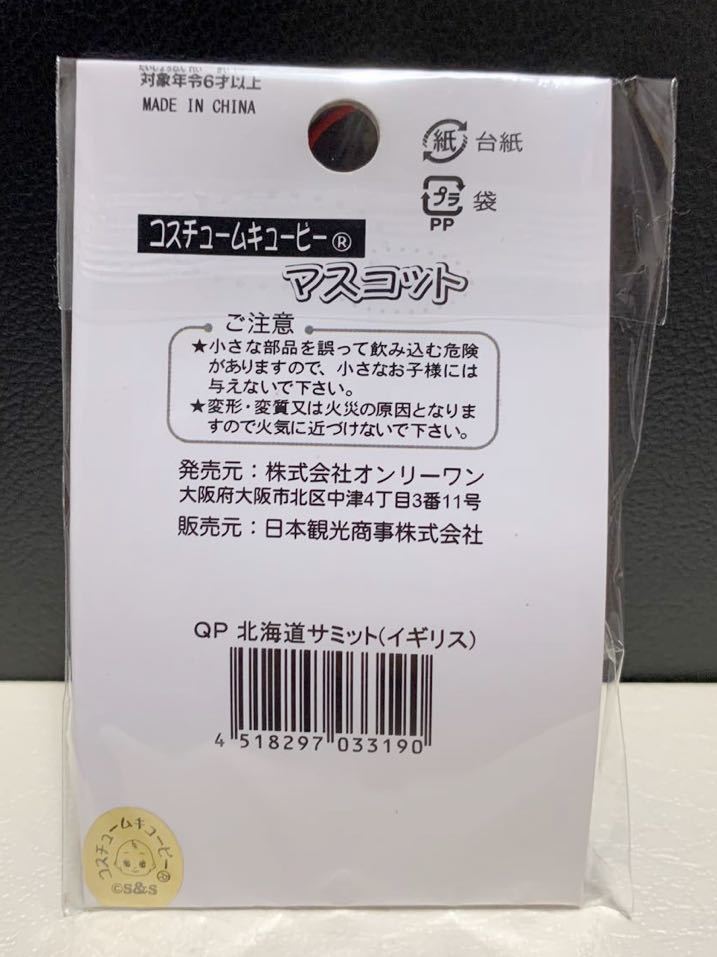 対象年令6才以上
MADE IN CHINA
紙 台紙
プラ 袋
PP
コスチュームキューピー®
マスコット
ご注意
★小さな部品を誤って飲み込む危険
がありますので、小さなお子様には
与えないで下さい。
★変形・変質又は火災の原因となりま
すので火気に近づけないで下さい。
発売元：株式会社オンリーワン
大阪府大阪市北区中津4丁目3番11号
販売元：日本観光商事株式会社
QP 北海道サミット(イギリス)
4 518297 033190
コスチュームキューピー®
©S&S